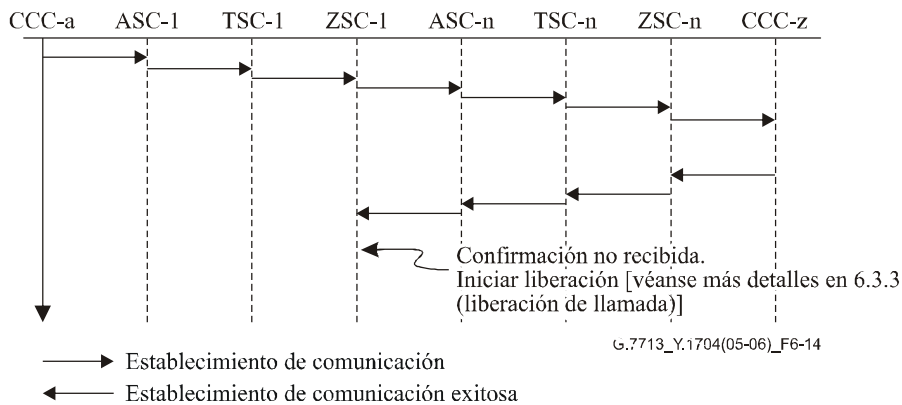 CCC-a ASC-1 TSC-1 ZSC-1 ASC-n TSC-n ZSC-n CCC-z
Confirmación no recibida.
Iniciar liberación [véanse más detalles en 6.3.3
(liberación de llamada)]
G.7713_Y.1704(05-06)_F6-14
Establecimiento de comunicación
Establecimiento de comunicación exitosa